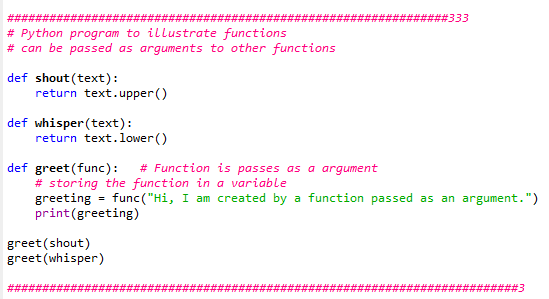 ###############################################################333
# Python program to illustrate functions
# can be passed as arguments to other functions
def shout(text):
    return text.upper()
def whisper(text):
    return text.lower()
def greet(func):   # Function is passes as a argument
    # storing the function in a variable
    greeting = func("Hi, I am created by a function passed as an argument.")
    print(greeting)
greet(shout)
greet(whisper)
#########################################################################3